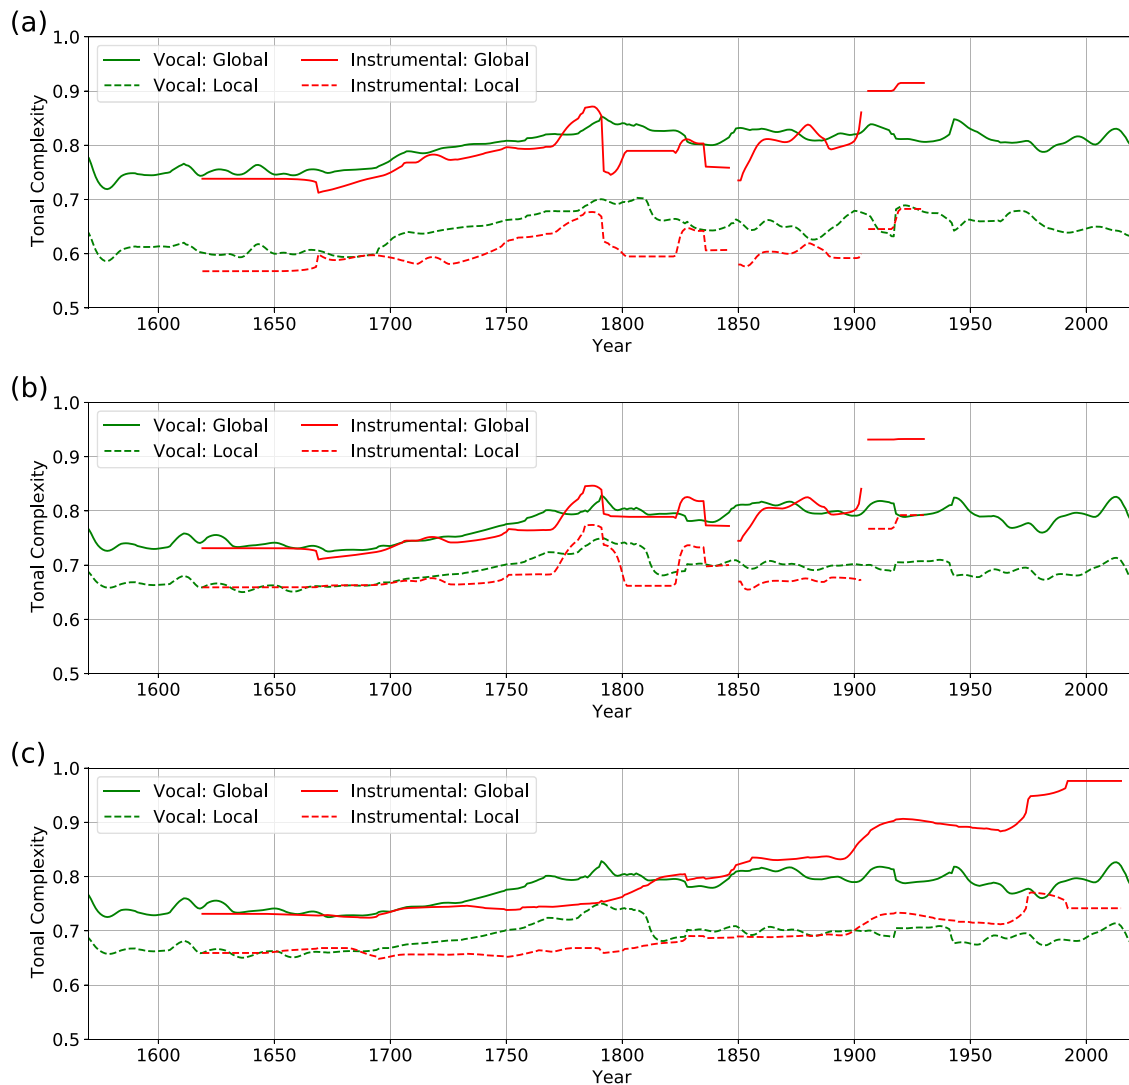 (a)
1.0
Vocal: Global Instrumental: Global
Vocal: Local Instrumental: Local
0.9
0.8
0.7
0.6
0.5
Tonal Complexity
1600 1650 1700 1750 1800 1850 1900 1950 2000
Year
(b)
1.0
Vocal: Global Instrumental: Global
Vocal: Local Instrumental: Local
0.9
0.8
0.7
0.6
0.5
Tonal Complexity
1600 1650 1700 1750 1800 1850 1900 1950 2000
Year
(c)
1.0
Vocal: Global Instrumental: Global
Vocal: Local Instrumental: Local
0.9
0.8
0.7
0.6
0.5
Tonal Complexity
1600 1650 1700 1750 1800 1850 1900 1950 2000
Year